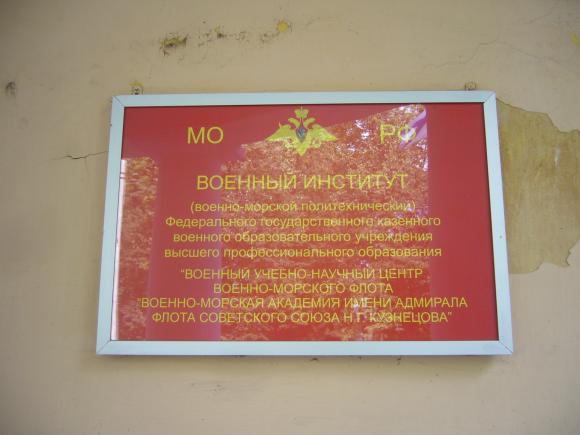 МО РФ
ВОЕННЫЙ ИНСТИТУТ
(военно-морской политехнический)
Федерального государственного казенного
военного образовательного учреждения
высшего профессионального образования
"ВОЕННЫЙ УЧЕБНО-НАУЧНЫЙ ЦЕНТР
ВОЕННО-МОРСКОГО ФЛОТА
"ВОЕННО-МОРСКАЯ АКАДЕМИЯ ИМЕНИ АДМИРАЛА
ФЛОТА СОВЕТСКОГО СОЮЗА Н.Г. КУЗНЕЦОВА"